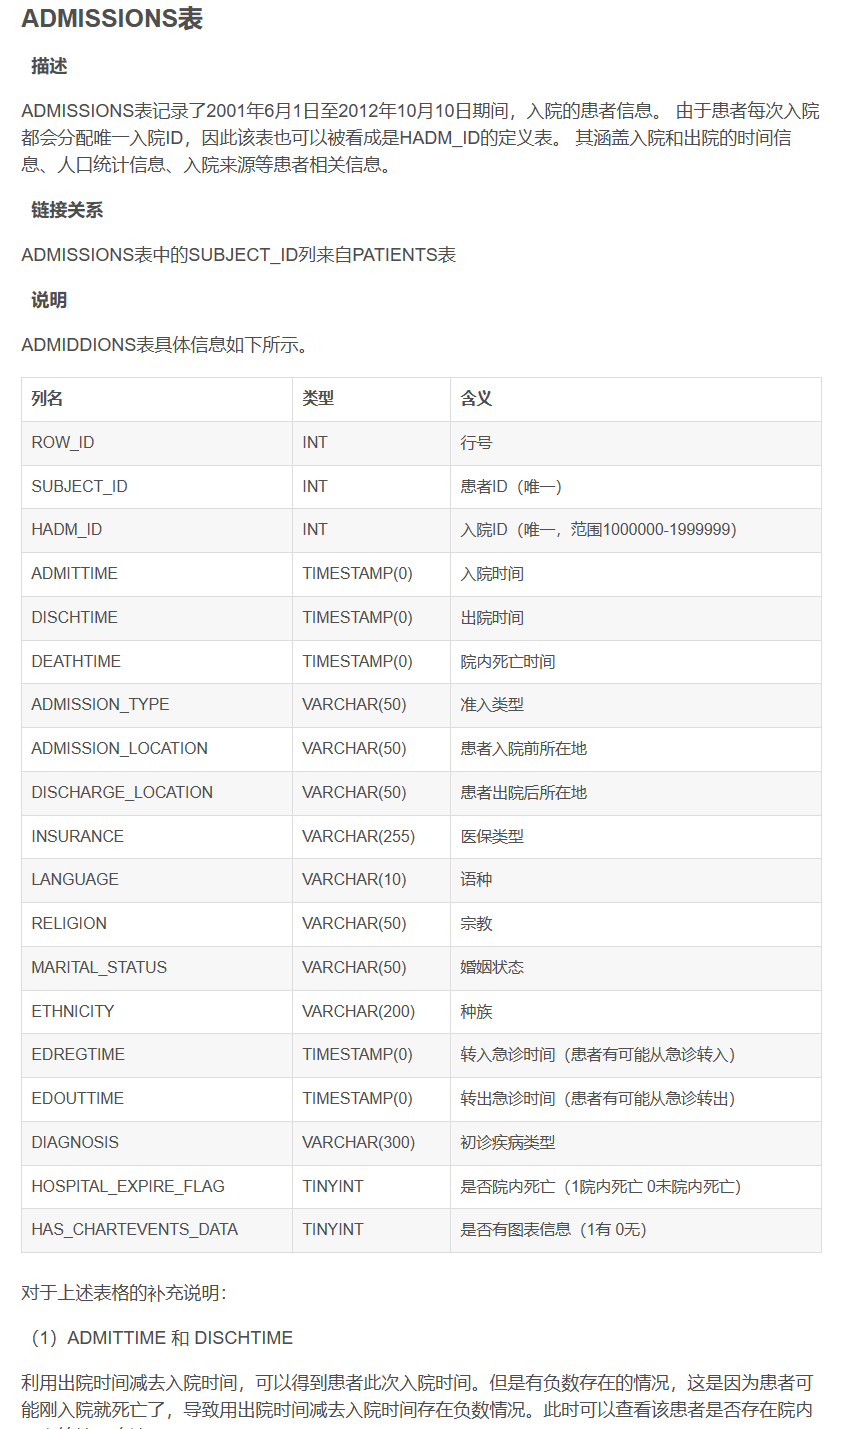 ADMISSIONS表
描述
ADMISSIONS表记录了2001年6月1日至2012年10月10日期间，入院的患者信息。 由于患者每次入院
都会分配唯一入院ID，因此该表也可以被看成是HADM_ID的定义表。 其涵盖入院和出院的时间信
息、人口统计信息、入院来源等患者相关信息。
链接关系
ADMISSIONS表中的SUBJECT_ID列来自PATIENTS表
说明
ADMIDDIONS表具体信息如下所示。
列名 类型 含义
ROW_ID INT 行号
SUBJECT_ID INT 患者ID（唯一）
HADM_ID INT 入院ID（唯一，范围1000000-1999999）
ADMITTIME TIMESTAMP(0) 入院时间
DISCHTIME TIMESTAMP(0) 出院时间
DEATHTIME TIMESTAMP(0) 院内死亡时间
ADMISSION_TYPE VARCHAR(50) 准入类型
ADMISSION_LOCATION VARCHAR(50) 患者入院前所在地
DISCHARGE_LOCATION VARCHAR(50) 患者出院后所在地
INSURANCE VARCHAR(255) 医保类型
LANGUAGE VARCHAR(10) 语种
RELIGION VARCHAR(50) 宗教
MARITAL_STATUS VARCHAR(50) 婚姻状态
ETHNICITY VARCHAR(200) 种族
EDREGTIME TIMESTAMP(0) 转入急诊时间（患者有可能从急诊转入）
EDOUTTIME TIMESTAMP(0) 转出急诊时间（患者有可能从急诊转出）
DIAGNOSIS VARCHAR(300) 初诊疾病类型
HOSPITAL_EXPIRE_FLAG TINYINT 是否院内死亡（1院内死亡 0未院内死亡）
HAS_CHARTEVENTS_DATA TINYINT 是否有图表信息（1有 0无）
对于上述表格的补充说明：
（1）ADMITTIME 和 DISCHTIME
利用出院时间减去入院时间，可以得到患者此次入院时间。但是有负数存在的情况，这是因为患者可
能刚入院就死亡了，导致用出院时间减去入院时间存在负数情况。此时可以查看该患者是否存在院内